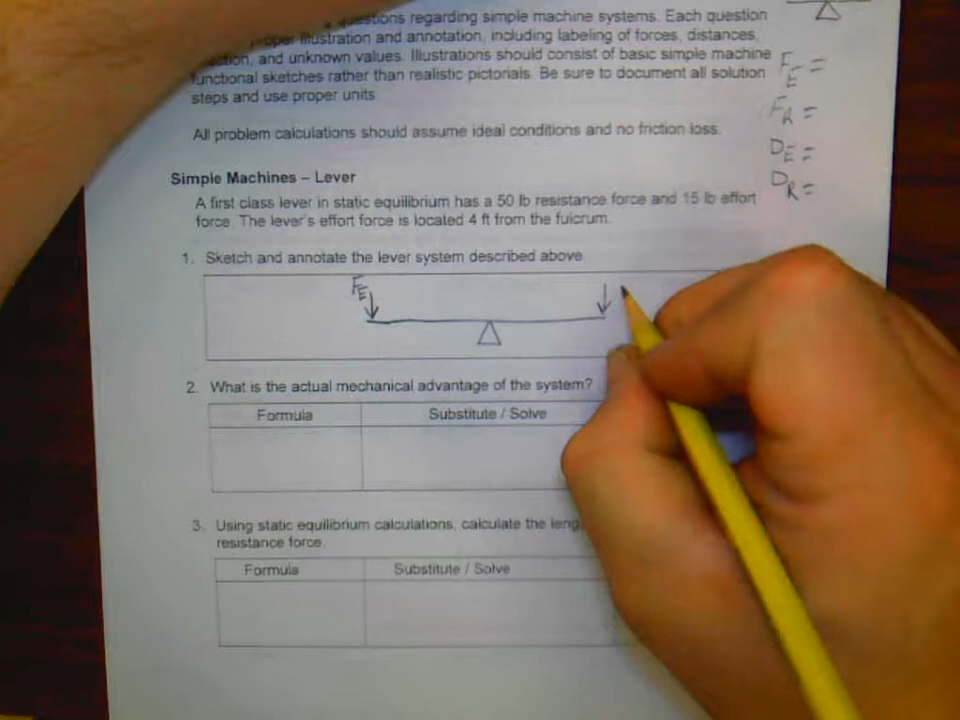 questions regarding simple machine systems. Each question
proper illustration and annotation, including labeling of forces, distances,
and unknown values. Illustrations should consist of basic simple machine
functional sketches rather than realistic pictorials. Be sure to document all solution
steps and use proper units
All problem calculations should assume ideal conditions and no friction loss.
F_E =
F_R =
D_E =
D_R =
Simple Machines – Lever
A first class lever in static equilibrium has a 50 lb resistance force and 15 lb effort
force. The lever's effort force is located 4 ft from the fulcrum.
1. Sketch and annotate the lever system described above
F_E
2. What is the actual mechanical advantage of the system?
Formula Substitute / Solve
3. Using static equilibrium calculations, calculate the
resistance force.
Formula Substitute / Solve